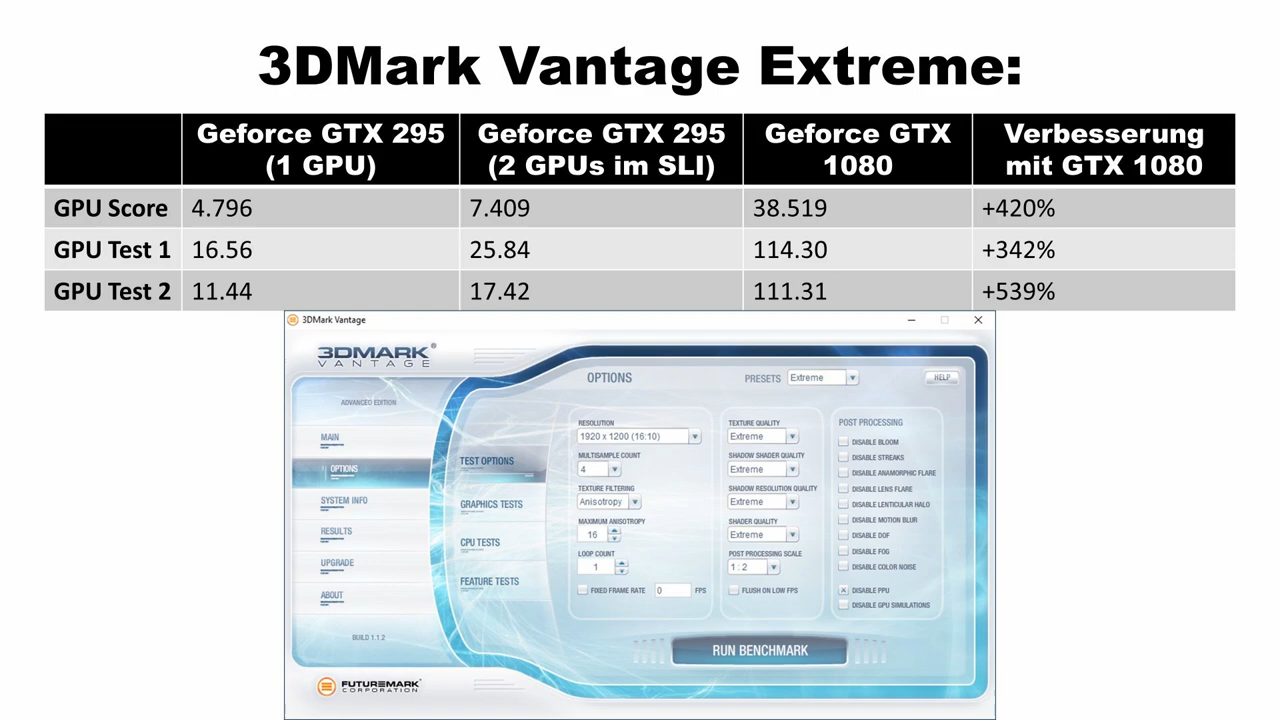 3DMark Vantage Extreme:
Geforce GTX 295 (1 GPU) Geforce GTX 295 (2 GPUs im SLI) Geforce GTX 1080 Verbesserung mit GTX 1080
GPU Score 4.796 7.409 38.519 +420%
GPU Test 1 16.56 25.84 114.30 +342%
GPU Test 2 11.44 17.42 111.31 +539%
3DMark Vantage
3DMARK®
VANTAGE
ADVANCED EDITION
MAIN
OPTIONS
SYSTEM INFO
RESULTS
UPGRADE
ABOUT
BUILD 1.1.2
FUTUREMARK®
CORPORATION
TEST OPTIONS
GRAPHICS TESTS
CPU TESTS
FEATURE TESTS
OPTIONS
PRESETS Extreme
HELP
RESOLUTION
1920 x 1200 (16:10)
MULTISAMPLE COUNT
4
TEXTURE FILTERING
Anisotropy
MAXIMUM ANISOTROPY
16
LOOP COUNT
1
FIXED FRAME RATE 0 FPS
TEXTURE QUALITY
Extreme
SHADOW SHADER QUALITY
Extreme
SHADOW RESOLUTION QUALITY
Extreme
SHADER QUALITY
Extreme
POST PROCESSING SCALE
1 : 2
FLUSH ON LOW FPS
POST PROCESSING
DISABLE BLOOM
DISABLE STREAKS
DISABLE ANAMORPHIC FLARE
DISABLE LENS FLARE
DISABLE LENTICULAR HALO
DISABLE MOTION BLUR
DISABLE DOF
DISABLE FOG
DISABLE COLOR NOISE
DISABLE PPU
DISABLE GPU SIMULATIONS
RUN BENCHMARK